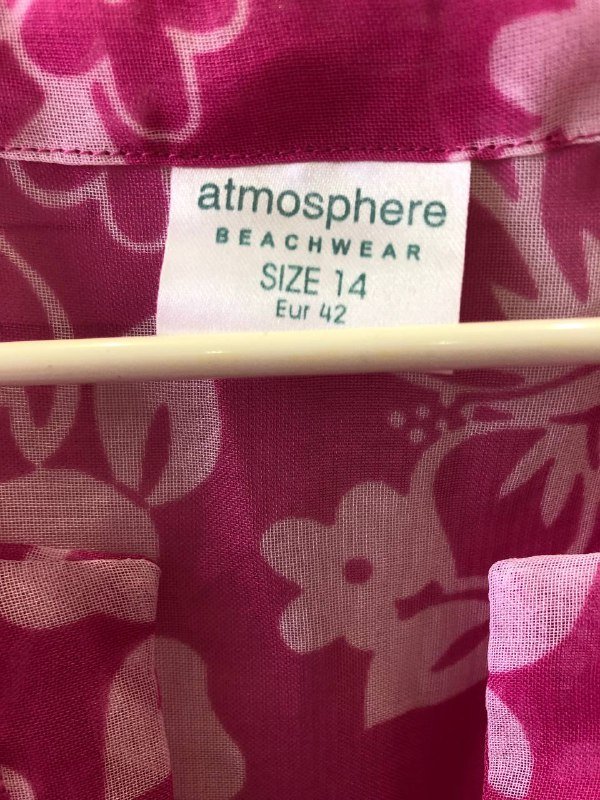 atmosphere
BEACHWEAR
SIZE 14
Eur 42